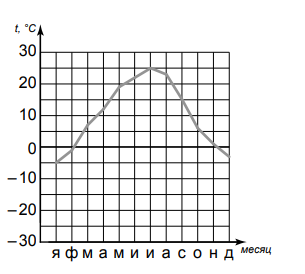 t, °C
30
20
10
0
–10
–20
–30
я ф м а м и и а с о н д
месяц